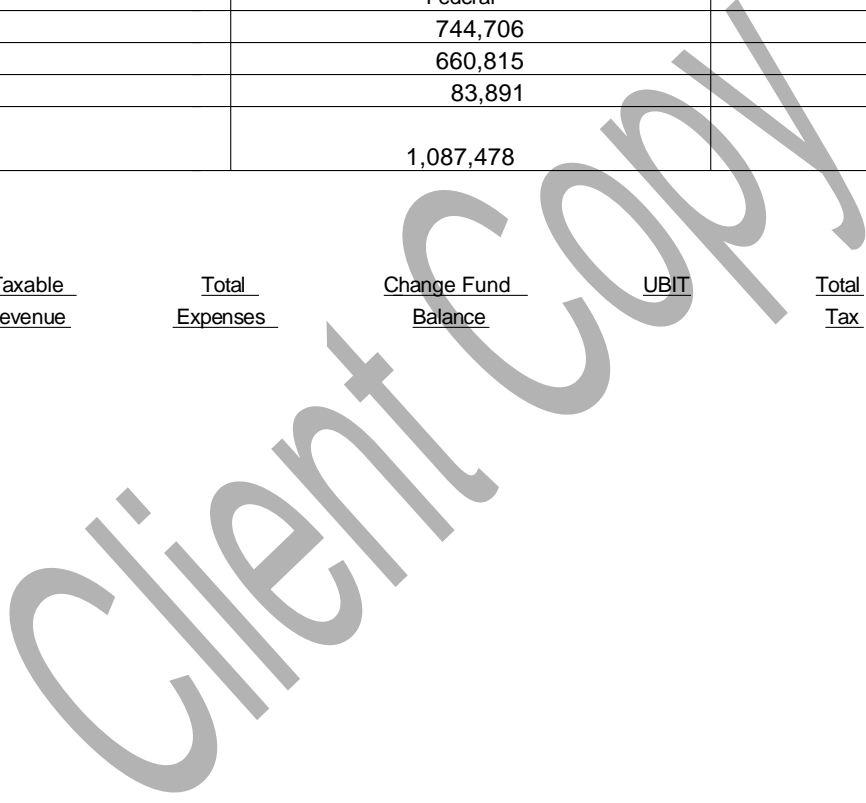 Federal
744,706
660,815
83,891
1,087,478
Taxable Total Change Fund UBIT Total
Revenue Expenses Balance Tax
Client Copy